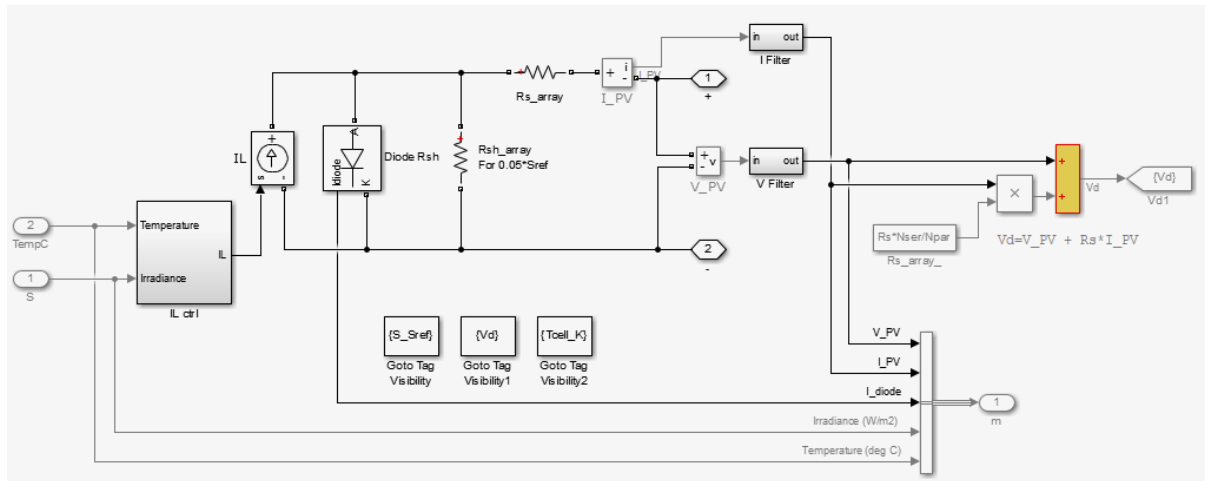 in out
I Filter
i
+
-
I_PV
I_PV
Rs_array
1
+
A
Idiode
K
Diode Rsh
Rsh_array
For 0.05*Sref
+
IL
s
-
+
v
-
V_PV
in out
V Filter
+
+
Vd
{Vd}
Vd1
×
Rs*Nser/Npar
Rs_array_
Vd=V_PV + Rs*I_PV
2
TempC
1
S
Temperature
IL
Irradiance
IL ctrl
2
-
{S_Sref}
Goto Tag
Visibility
{Vd}
Goto Tag
Visibility1
{Tcell_K}
Goto Tag
Visibility2
V_PV
I_PV
I_diode
Irradiance (W/m2)
Temperature (deg C)
1
m